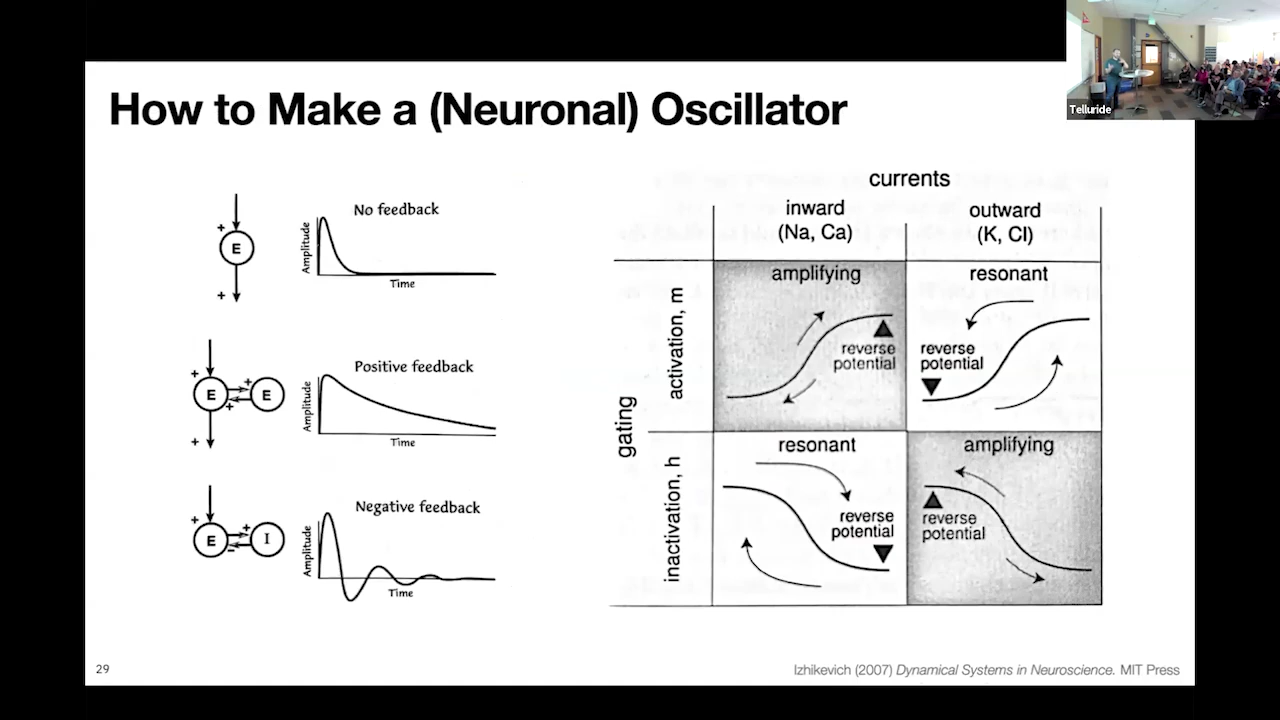 Telluride
How to Make a (Neuronal) Oscillator
E
+
+
No feedback
Amplitude
Time
E
E
+
+
+
+
Positive feedback
Amplitude
Time
E
I
+
+
−
Negative feedback
Amplitude
Time
currents
inward
(Na, Ca)
outward
(K, Cl)
gating
activation, m
amplifying
reverse
potential
resonant
reverse
potential
inactivation, h
resonant
reverse
potential
amplifying
reverse
potential
29
Izhikevich (2007) Dynamical Systems in Neuroscience. MIT Press